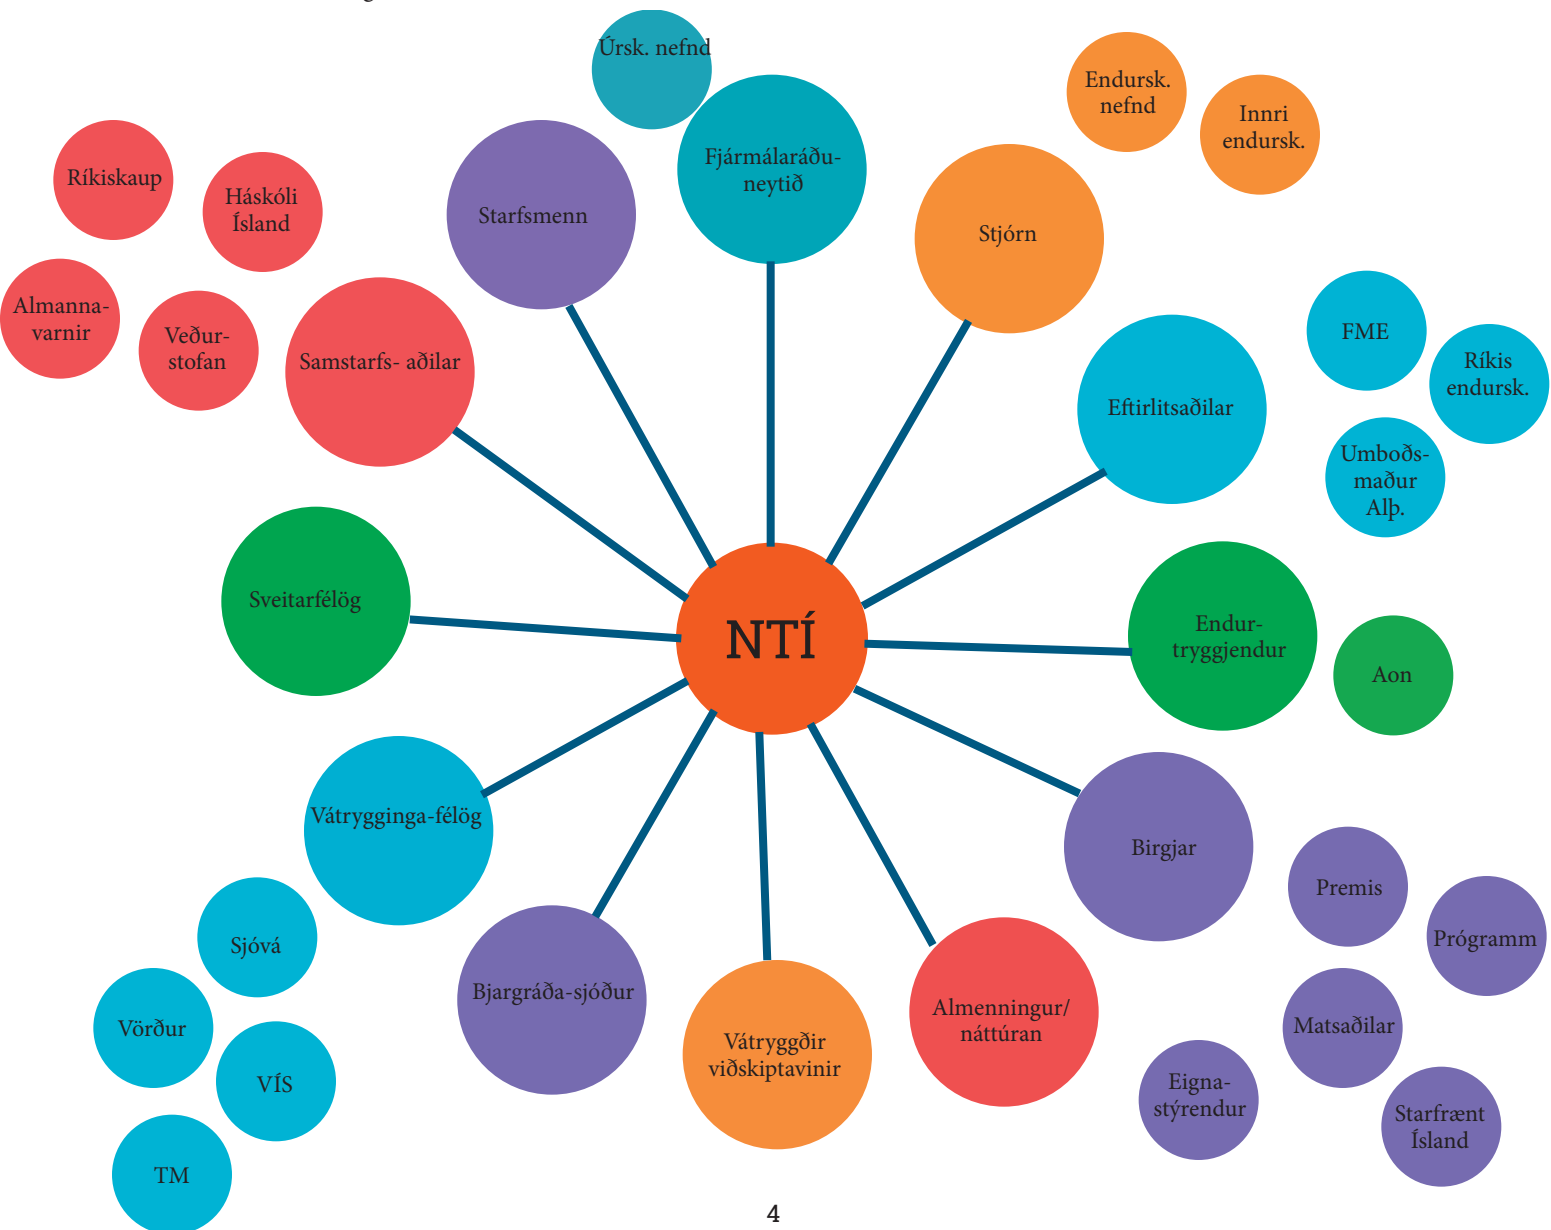 Úrsk. nefnd
Fjármálaráðu-
neytið
Endursk.
nefnd
Innri
endursk.
Stjórn
Starfsmenn
Ríkiskaup
Háskóli
Ísland
Almanna-
varnir
Veður-
stofan
Samstarfs- aðilar
Eftirlitsaðilar
FME
Ríkis
endursk.
Umboðs-
maður
Alþ.
Sveitarfélög
NTÍ
Endur-
tryggjendur
Aon
Vátrygginga-félög
Sjóvá
Vörður
VÍS
TM
Bjargráða-sjóður
Vátryggðir
viðskiptavinir
Almenningur/
náttúran
Birgjar
Premis
Prógramm
Matsaðilar
Eigna-
stýrendur
Starfrænt
Ísland
4